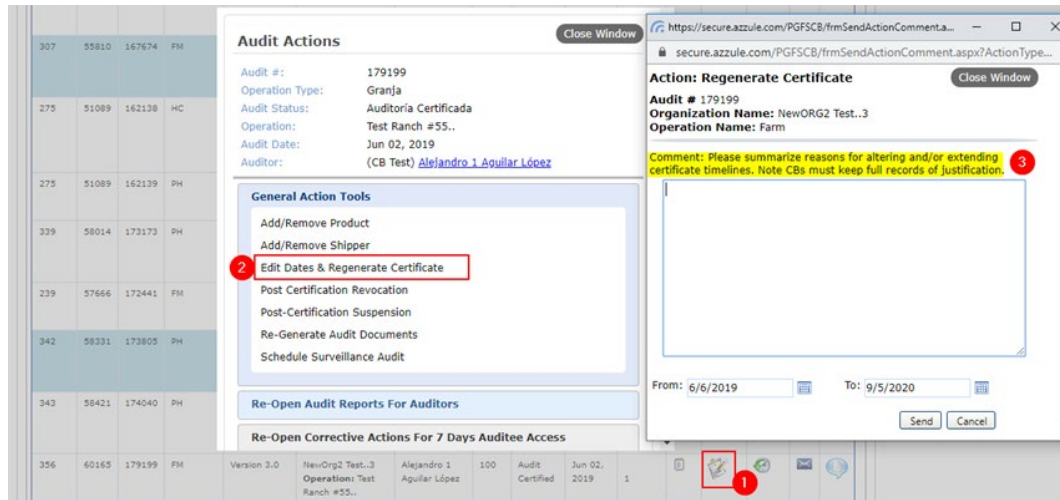 307 55810 167674 FM
275 51089 162138 HC
275 51089 162139 PH
339 58014 173173 PH
239 57666 172441 FM
342 58331 173805 PH
343 58421 174040 PH
Audit Actions
Close Window
Audit #: 179199
Operation Type: Granja
Audit Status: Auditoría Certificada
Operation: Test Ranch #55..
Audit Date: Jun 02, 2019
Auditor: (CB Test) Alejandro 1 Aguilar López
General Action Tools
Add/Remove Product
Add/Remove Shipper
2 Edit Dates & Regenerate Certificate
Post Certification Revocation
Post-Certification Suspension
Re-Generate Audit Documents
Schedule Surveillance Audit
Re-Open Audit Reports For Auditors
Re-Open Corrective Actions For 7 Days Auditee Access
https://secure.azzule.com/PGFSCB/frmSendActionComment.a...
secure.azzule.com/PGFSCB/frmSendActionComment.aspx?ActionType...
Action: Regenerate Certificate
Close Window
Audit # 179199
Organization Name: NewORG2 Test..3
Operation Name: Farm
Comment: Please summarize reasons for altering and/or extending
certificate timelines. Note CBs must keep full records of justification.
3
From: 6/6/2019 To: 9/5/2020
Send Cancel
356 60165 179199 FM Version 3.0 NewOrg2 Test..3 Alejandro 1 100 Audit Jun 02,
Operation: Test Aguilar López Certified 2019 1
Ranch #55..
1